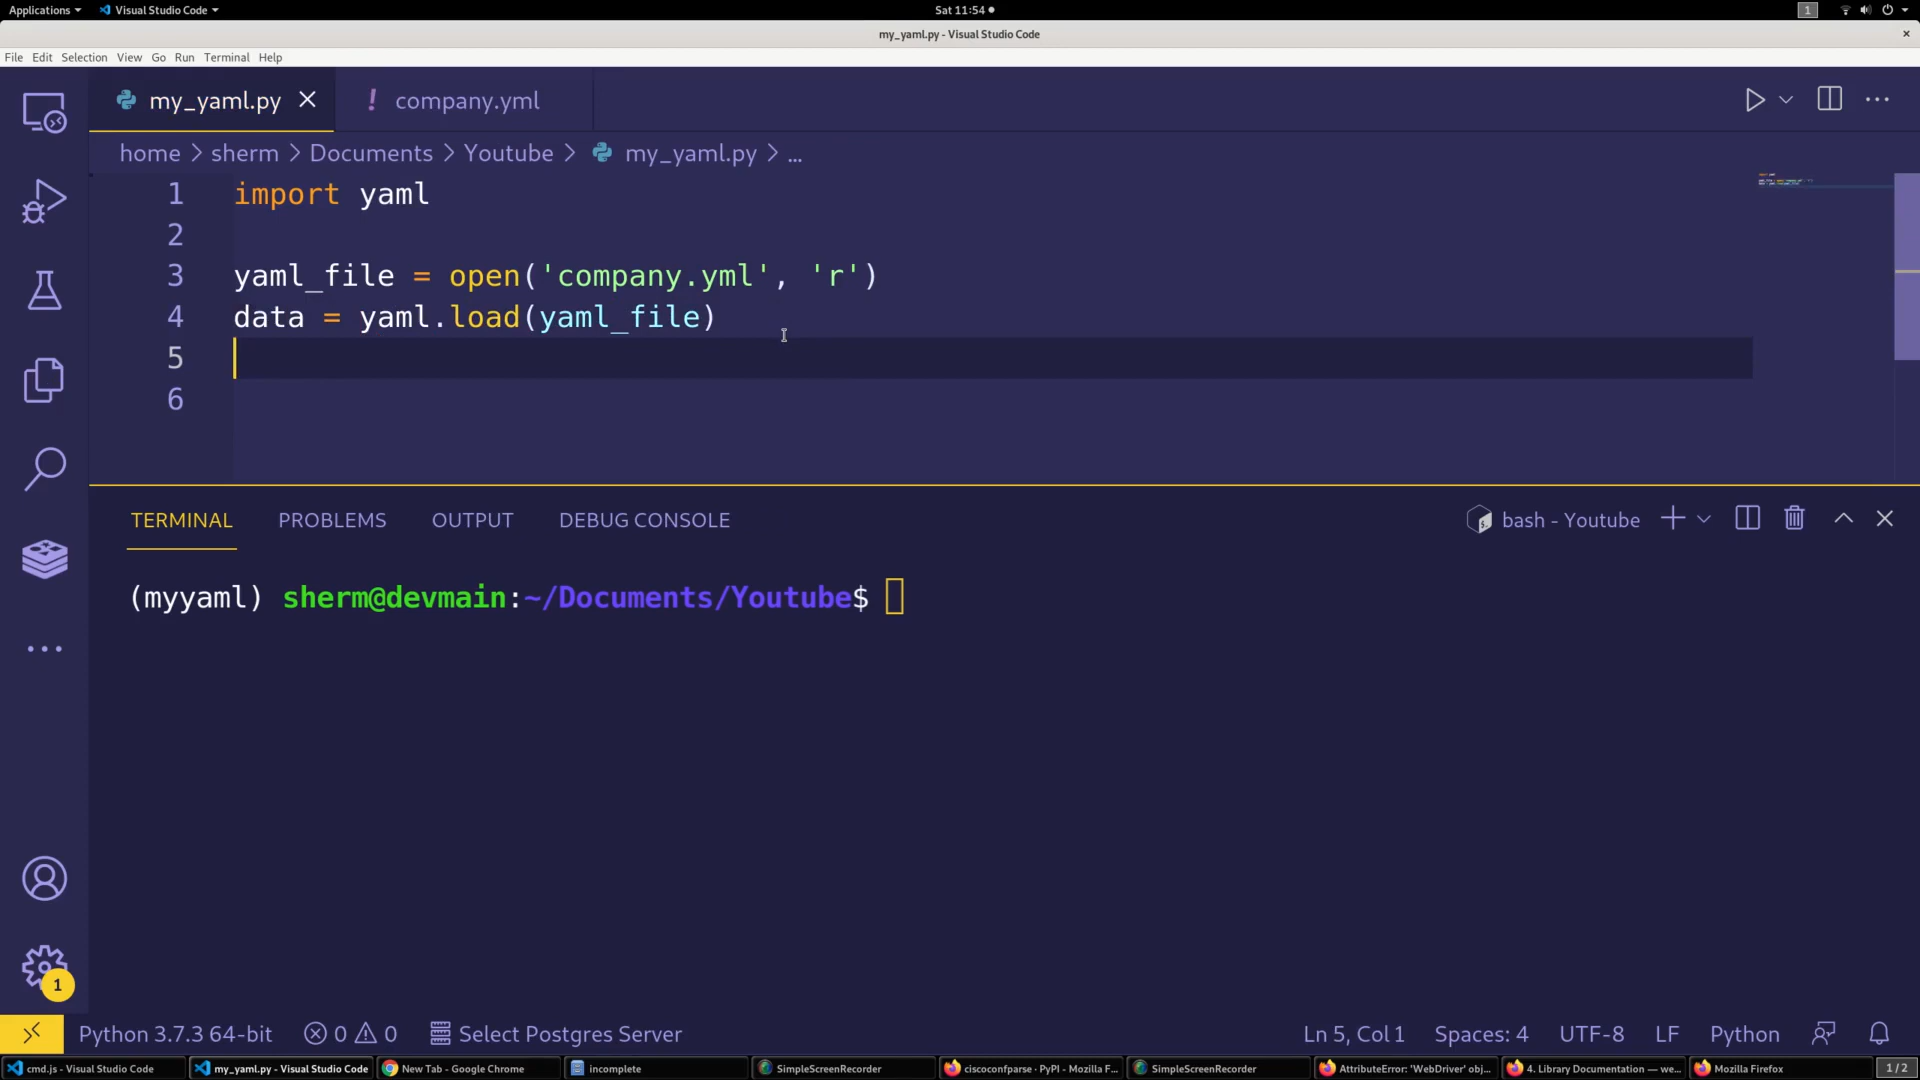 Applications Visual Studio Code Sat 11:54 1
my_yaml.py - Visual Studio Code
File Edit Selection View Go Run Terminal Help
my_yaml.py ! company.yml
home > sherm > Documents > Youtube > my_yaml.py > ...
1 import yaml
2
3 yaml_file = open('company.yml', 'r')
4 data = yaml.load(yaml_file)
5
6
TERMINAL PROBLEMS OUTPUT DEBUG CONSOLE bash - Youtube
(myyaml) sherm@devmain:~/Documents/Youtube$
1
Python 3.7.3 64-bit 0 0 Select Postgres Server Ln 5, Col 1 Spaces: 4 UTF-8 LF Python
cmd.js - Visual Studio Code my_yaml.py - Visual Studio Code New Tab - Google Chrome incomplete SimpleScreenRecorder ciscoconfparse · PyPI - Mozilla F... SimpleScreenRecorder AttributeError: 'WebDriver' obj... 4. Library Documentation — we... Mozilla Firefox 1 / 2